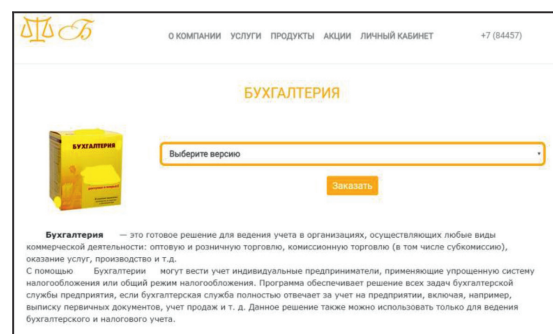 Б
О КОМПАНИИ УСЛУГИ ПРОДУКТЫ АКЦИИ ЛИЧНЫЙ КАБИНЕТ +7 (84457)
БУХГАЛТЕРИЯ
БУХГАЛТЕРИЯ
Выберите версию
Заказать
Бухгалтерия — это готовое решение для ведения учета в организациях, осуществляющих любые виды
коммерческой деятельности: оптовую и розничную торговлю, комиссионную торговлю (в том числе субкомиссию),
оказание услуг, производство и т.д.
С помощью Бухгалтерии могут вести учет индивидуальные предприниматели, применяющие упрощенную систему
налогообложения или общий режим налогообложения. Программа обеспечивает решение всех задач бухгалтерской
службы предприятия, если бухгалтерская служба полностью отвечает за учет на предприятии, включая, например,
выписку первичных документов, учет продаж и т. д. Данное решение также можно использовать только для ведения
бухгалтерского и налогового учета.